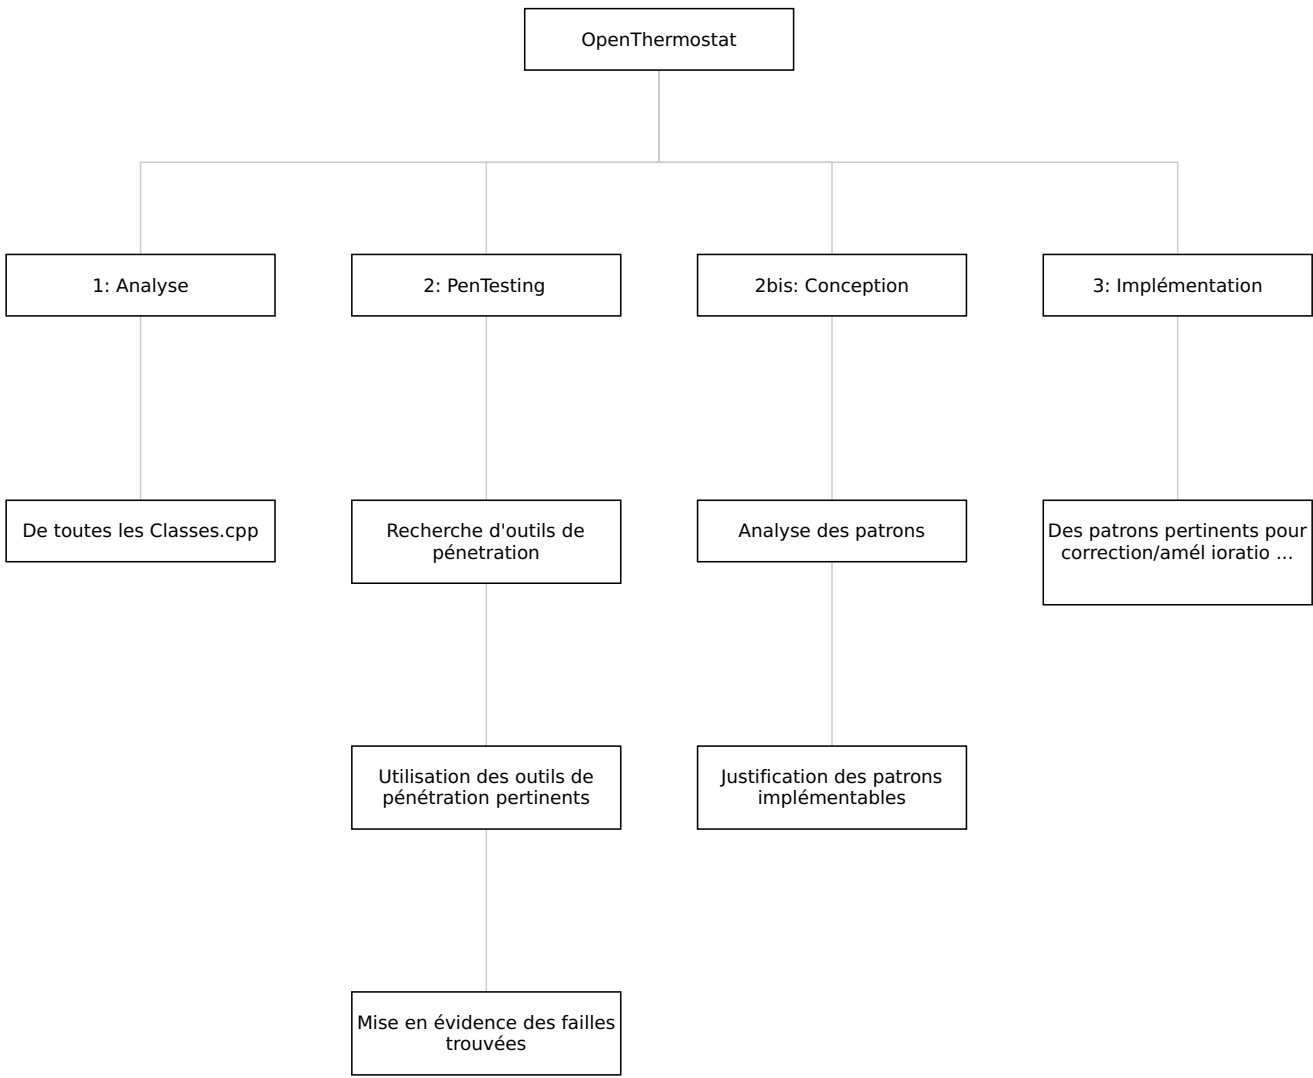 OpenThermostat
1: Analyse
2: PenTesting
2bis: Conception
3: Implémentation
De toutes les Classes.cpp
Recherche d'outils de
pénetration
Analyse des patrons
Des patrons pertinents pour
correction/amél ioratio ...
Utilisation des outils de
pénétration pertinents
Justification des patrons
implémentables
Mise en évidence des failles
trouvées